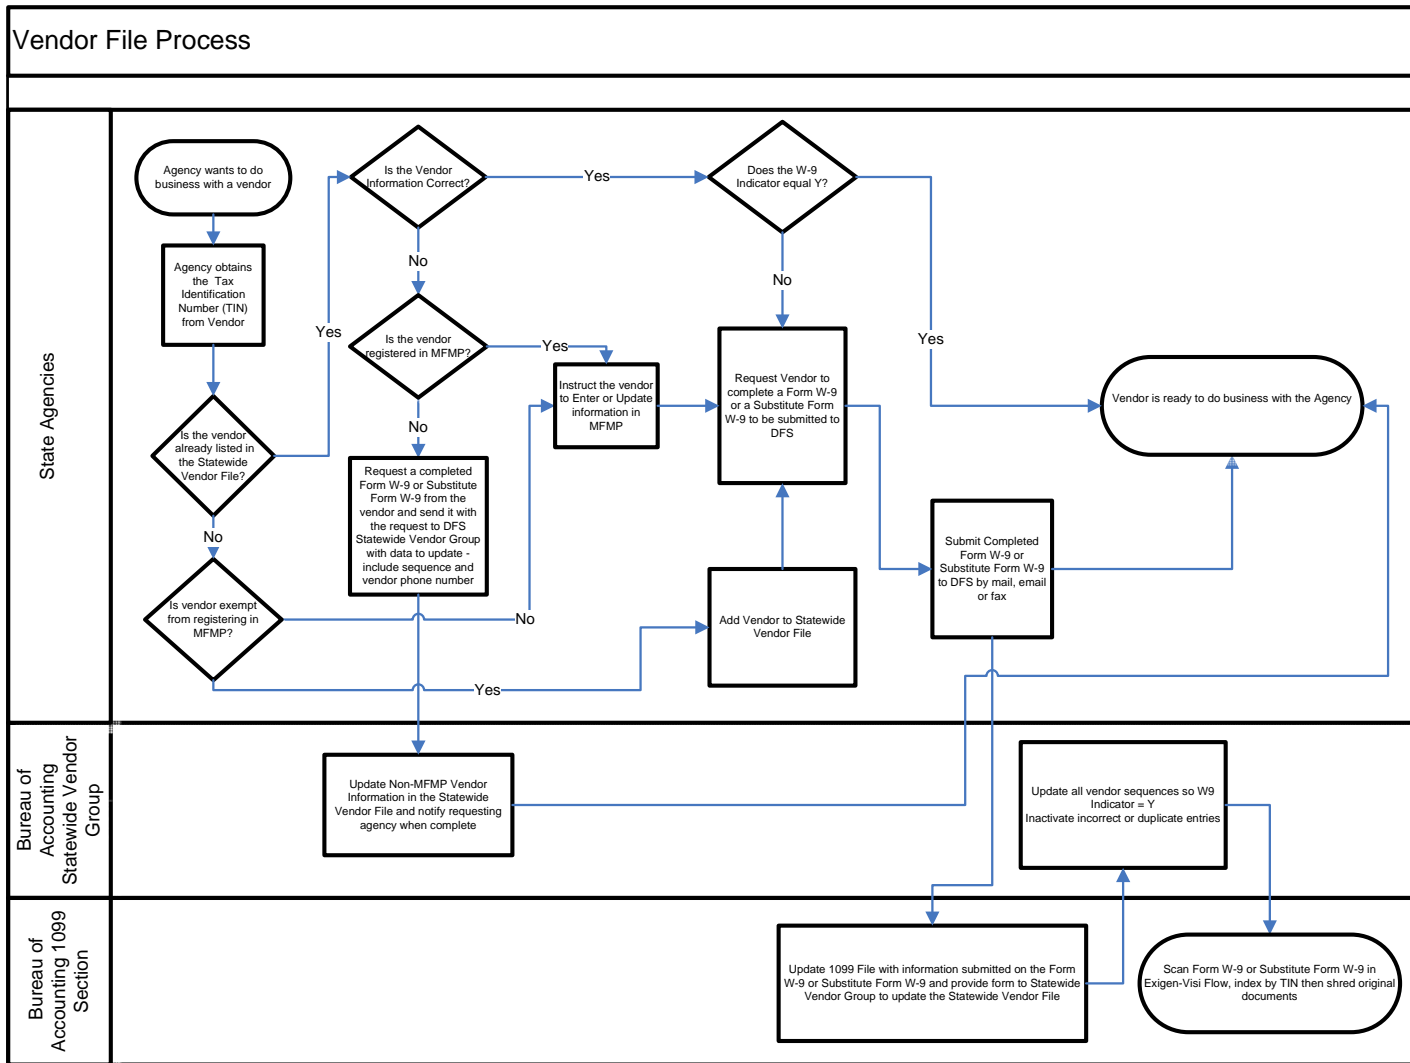 Vendor File Process
State Agencies
Agency wants to do
business with a vendor
Agency obtains
the Tax
Identification
Number (TIN)
from Vendor
Is the vendor
already listed in
the Statewide
Vendor File?
Yes
No
Is vendor exempt
from registering in
MFMP?
No
Yes
Is the Vendor
Information Correct?
Yes
No
Is the vendor
registered in MFMP?
Yes
No
Request a completed
Form W-9 or Substitute
Form W-9 from the
vendor and send it with
the request to DFS
Statewide Vendor Group
with data to update -
include sequence and
vendor phone number
Instruct the vendor
to Enter or Update
information in
MFMP
Does the W-9
Indicator equal Y?
Yes
No
Request Vendor to
complete a Form W-9
or a Substitute Form
W-9 to be submitted to
DFS
Add Vendor to Statewide
Vendor File
Submit Completed
Form W-9 or
Substitute Form W-9
to DFS by mail, email
or fax
Vendor is ready to do business with the Agency
Bureau of
Accounting
Statewide Vendor
Group
Update Non-MFMP Vendor
Information in the Statewide
Vendor File and notify requesting
agency when complete
Update all vendor sequences so W9
Indicator = Y
Inactivate incorrect or duplicate entries
Bureau of
Accounting 1099
Section
Update 1099 File with information submitted on the Form
W-9 or Substitute Form W-9 and provide form to Statewide
Vendor Group to update the Statewide Vendor File
Scan Form W-9 or Substitute Form W-9 in
Exigen-Visi Flow, index by TIN then shred original
documents